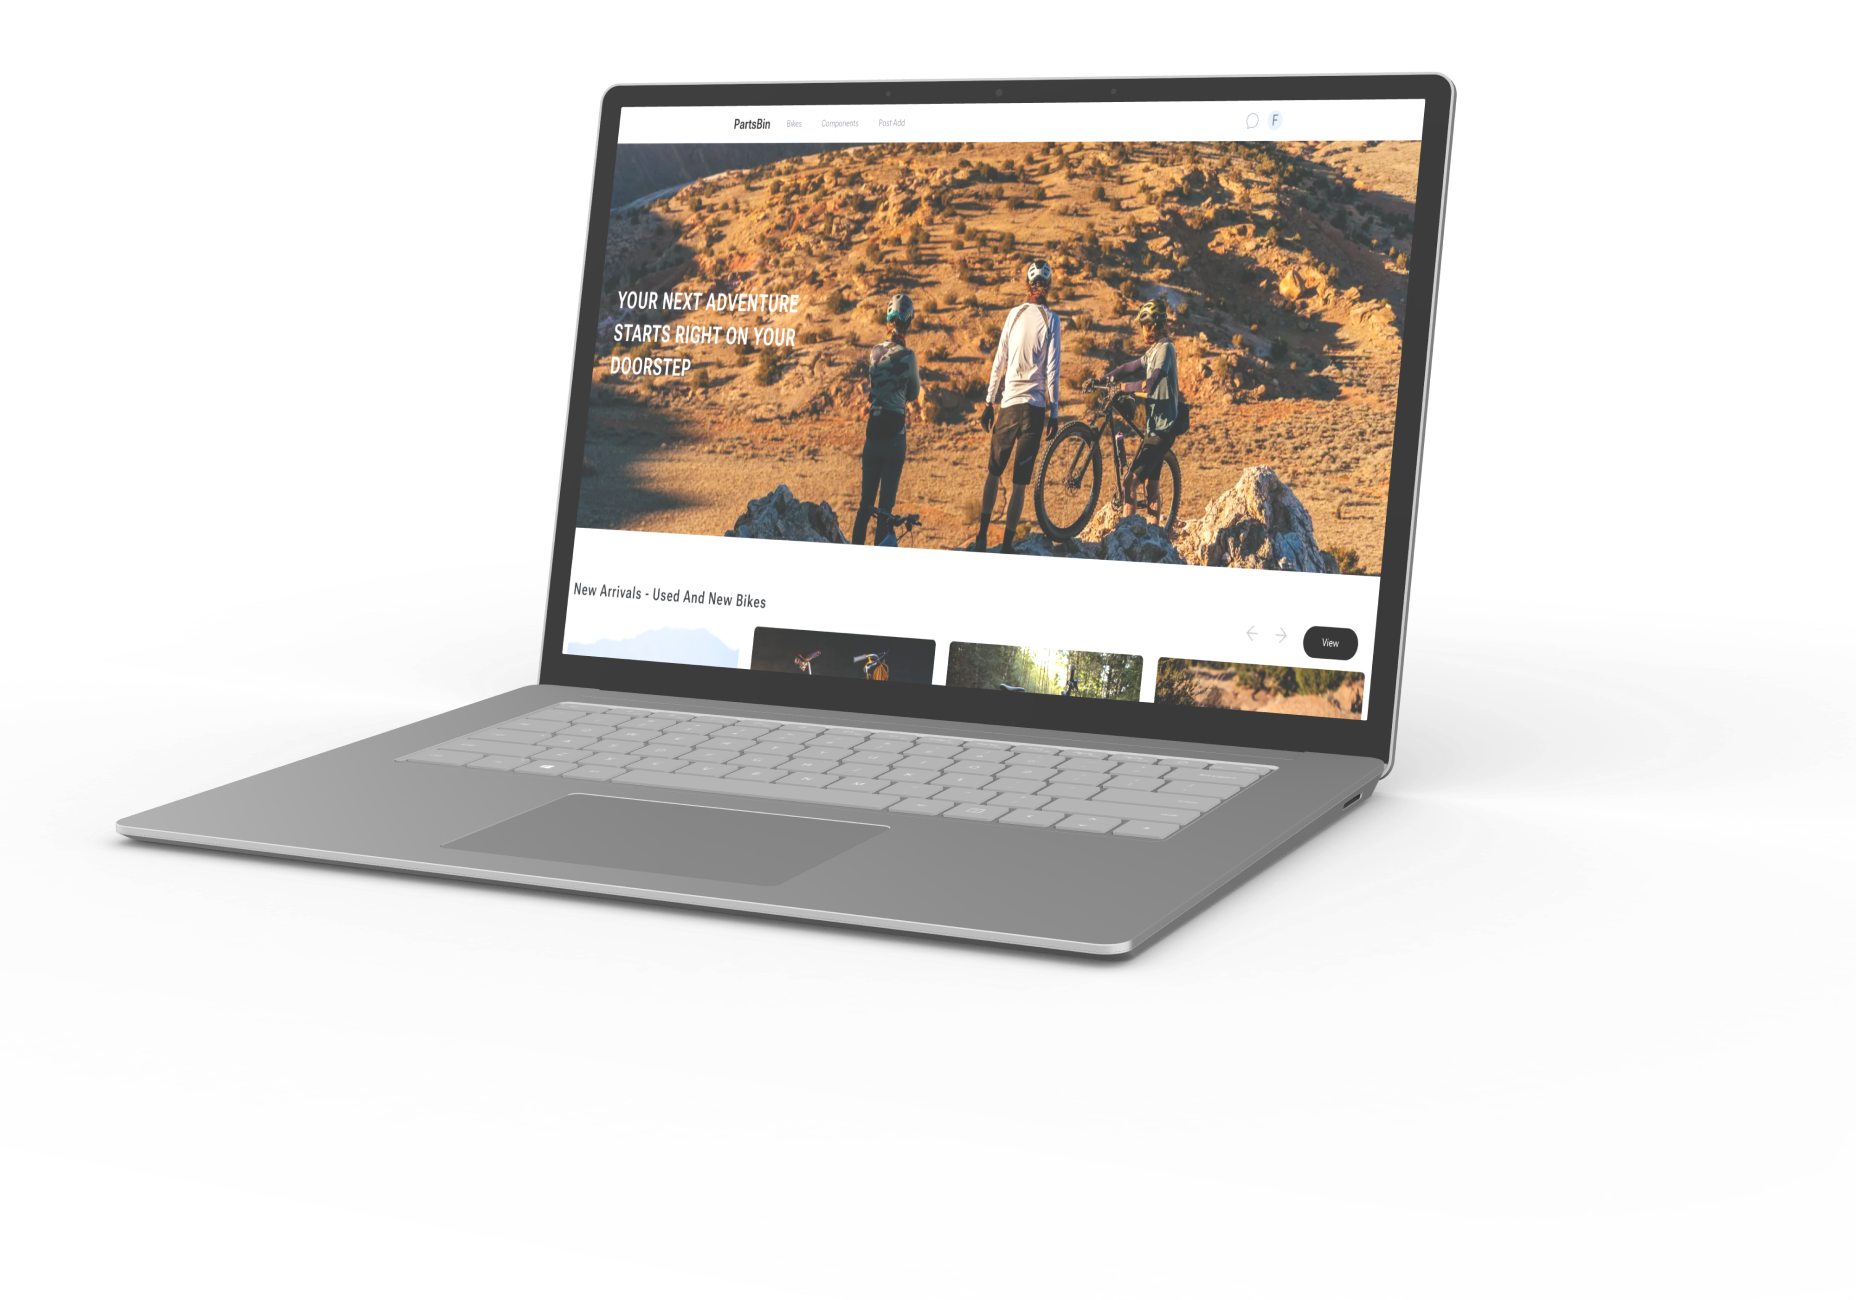 PartsBin Bikes Components Post Add F
YOUR NEXT ADVENTURE
STARTS RIGHT ON YOUR
DOORSTEP
New Arrivals - Used And New Bikes
View